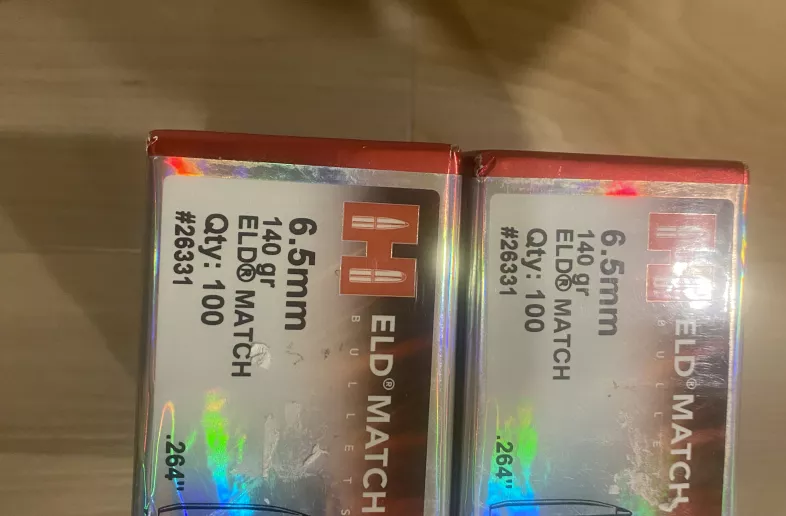 6.5mm
140 gr
ELD® MATCH
Qty: 100
#26331
.264"
H
ELD® MATCH
BULLETS
6.5mm
140 gr
ELD® MATCH
Qty: 100
#26331
.264"
H
ELD® MATCH